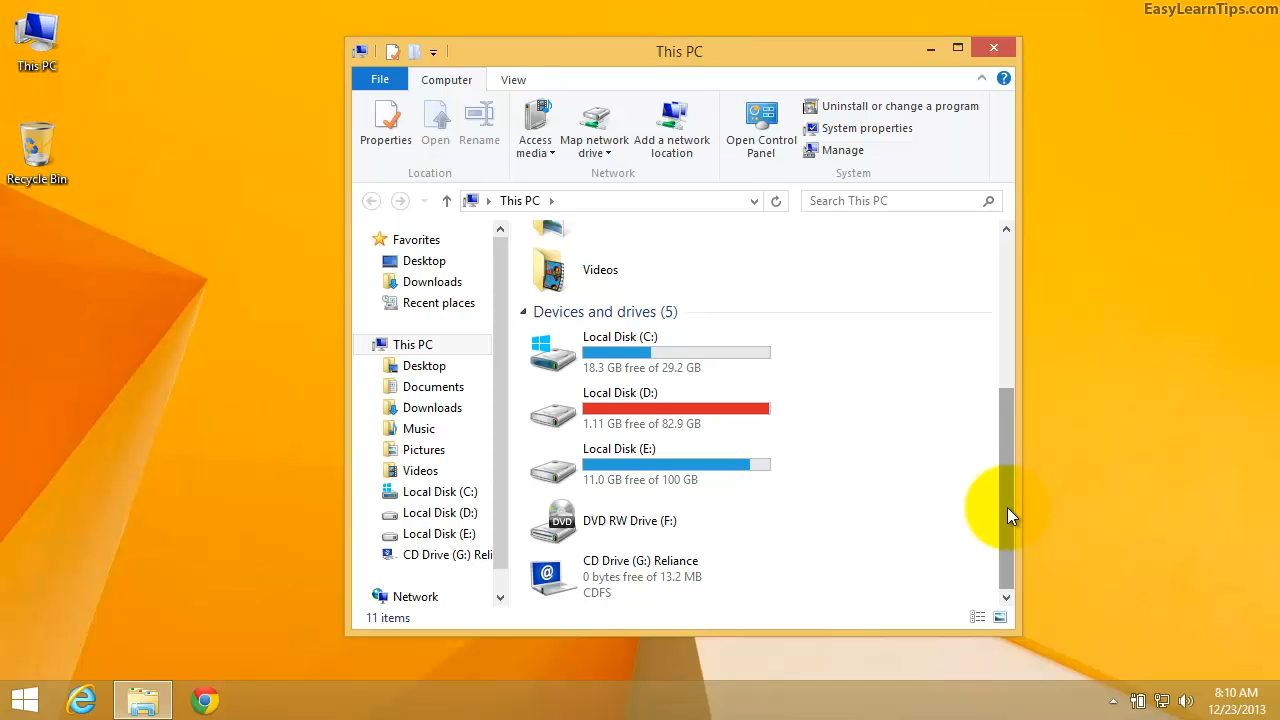 EasyLearnTips.com
This PC
Recycle Bin
This PC
File
Computer
View
Properties
Open
Rename
Access
media
Map network
drive
Add a network
location
Open Control
Panel
Uninstall or change a program
System properties
Manage
Location
Network
System
This PC
Search This PC
Favorites
Desktop
Downloads
Recent places
This PC
Desktop
Documents
Downloads
Music
Pictures
Videos
Local Disk (C:)
Local Disk (D:)
Local Disk (E:)
CD Drive (G:) Reli
Network
Videos
Devices and drives (5)
Local Disk (C:)
18.3 GB free of 29.2 GB
Local Disk (D:)
1.11 GB free of 82.9 GB
Local Disk (E:)
11.0 GB free of 100 GB
DVD
DVD RW Drive (F:)
@
CD Drive (G:) Reliance
0 bytes free of 13.2 MB
CDFS
11 items
8:10 AM
12/23/2013